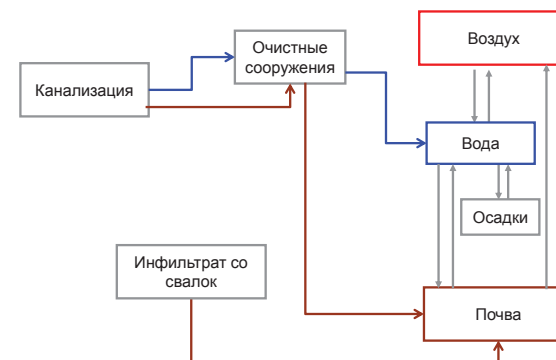 Очистные
сооружения
Воздух
Канализация
Вода
Осадки
Инфильтрат со
свалок
Почва